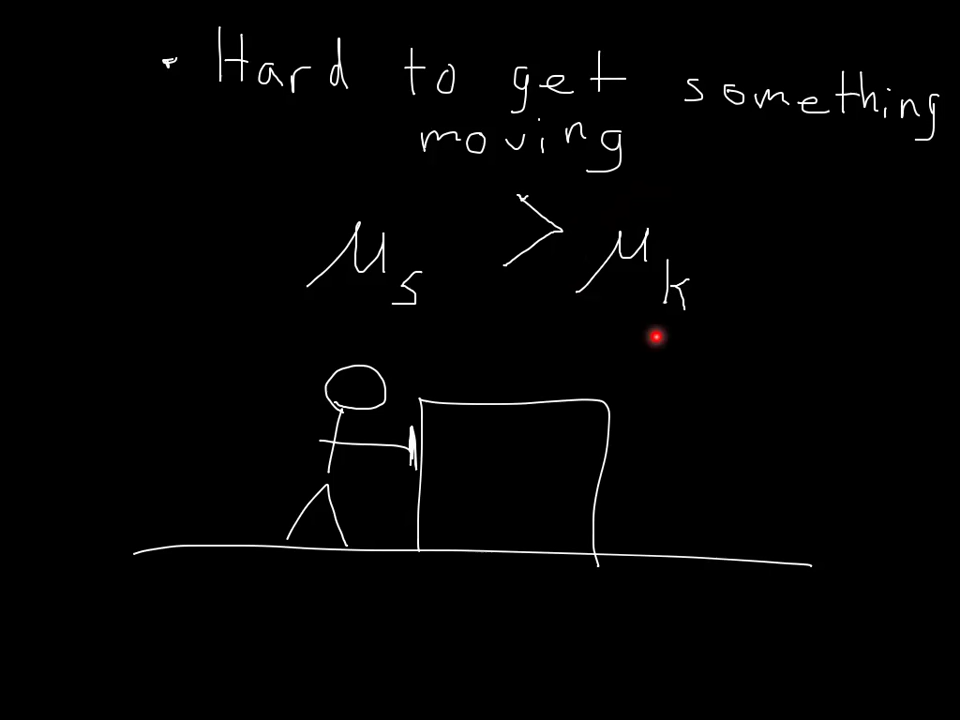 • Hard to get something
moving
μs > μk